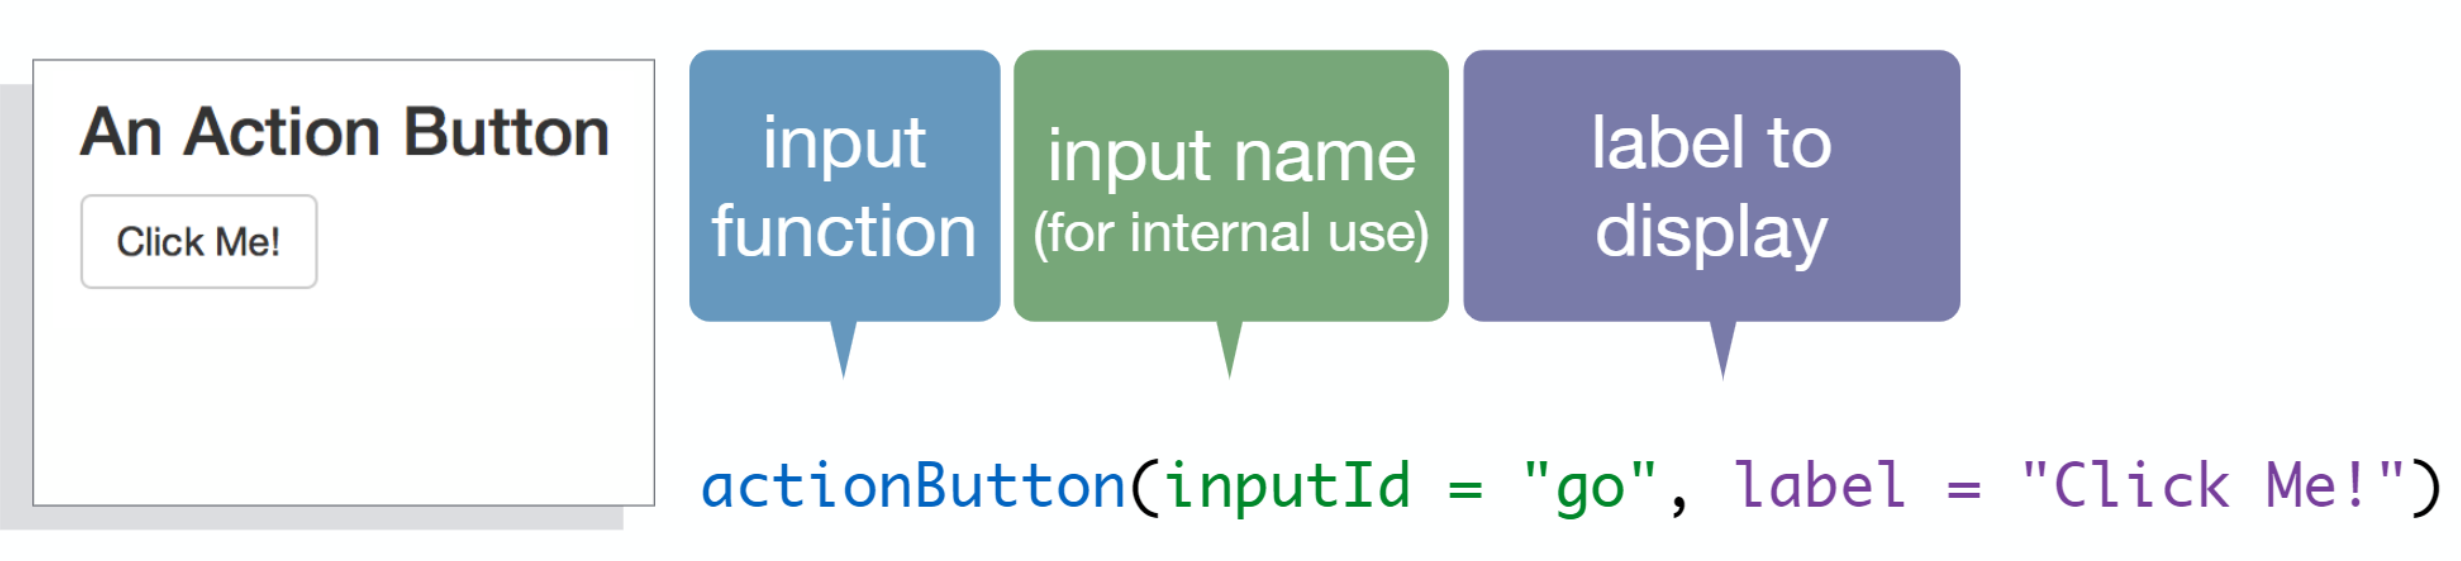 An Action Button
Click Me!
input
function
input name
(for internal use)
label to
display
actionButton(inputId = "go", label = "Click Me!")